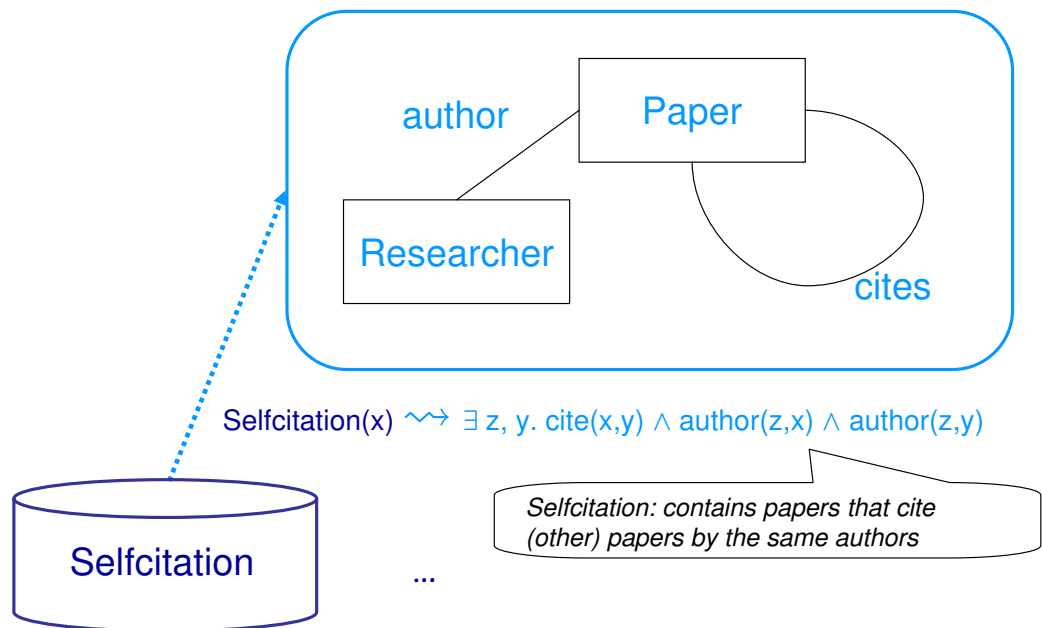 author
Paper
Researcher
cites
Selfcitation(x) ⇝ ∃ z, y. cite(x,y) ∧ author(z,x) ∧ author(z,y)
Selfcitation: contains papers that cite
(other) papers by the same authors
Selfcitation
...